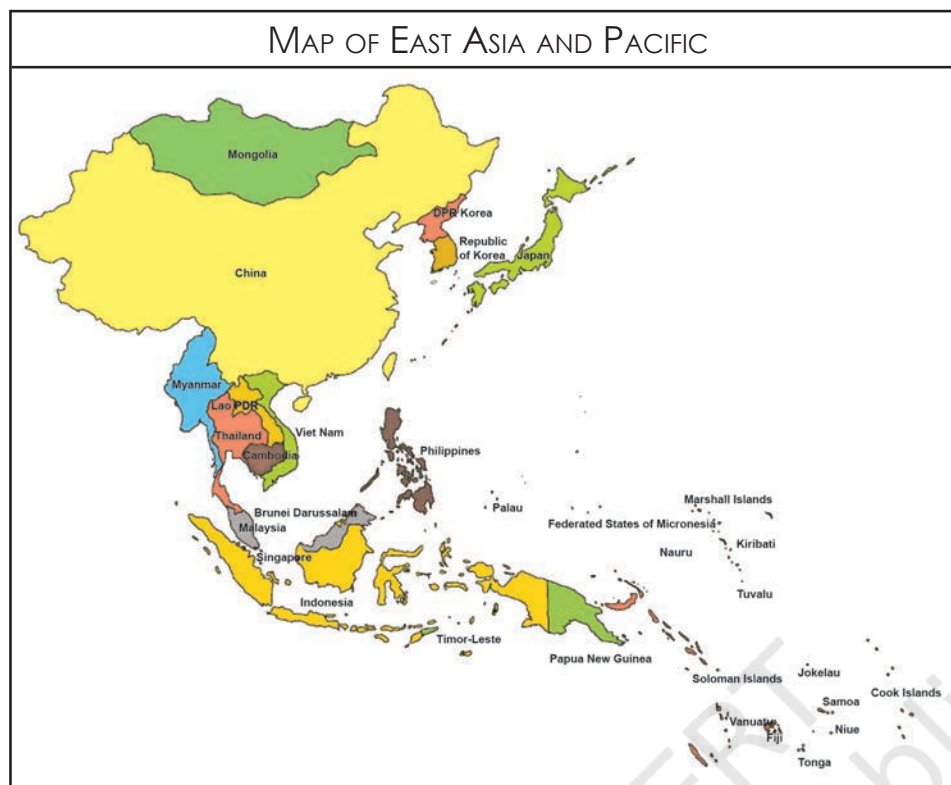 Map of East Asia and Pacific
Mongolia
DPR Korea
Republic
of Korea
Japan
China
Myanmar
Lao PDR
Thailand
Viet Nam
Cambodia
Philippines
Brunei Darussalam
Malaysia
Singapore
Indonesia
Palau
Marshall Islands
Federated States of Micronesia
Kiribati
Nauru
Tuvalu
Timor-Leste
Papua New Guinea
Soloman Islands
Jokelau
Cook Islands
Samoa
Vanuatu
Fiji
Niue
Tonga